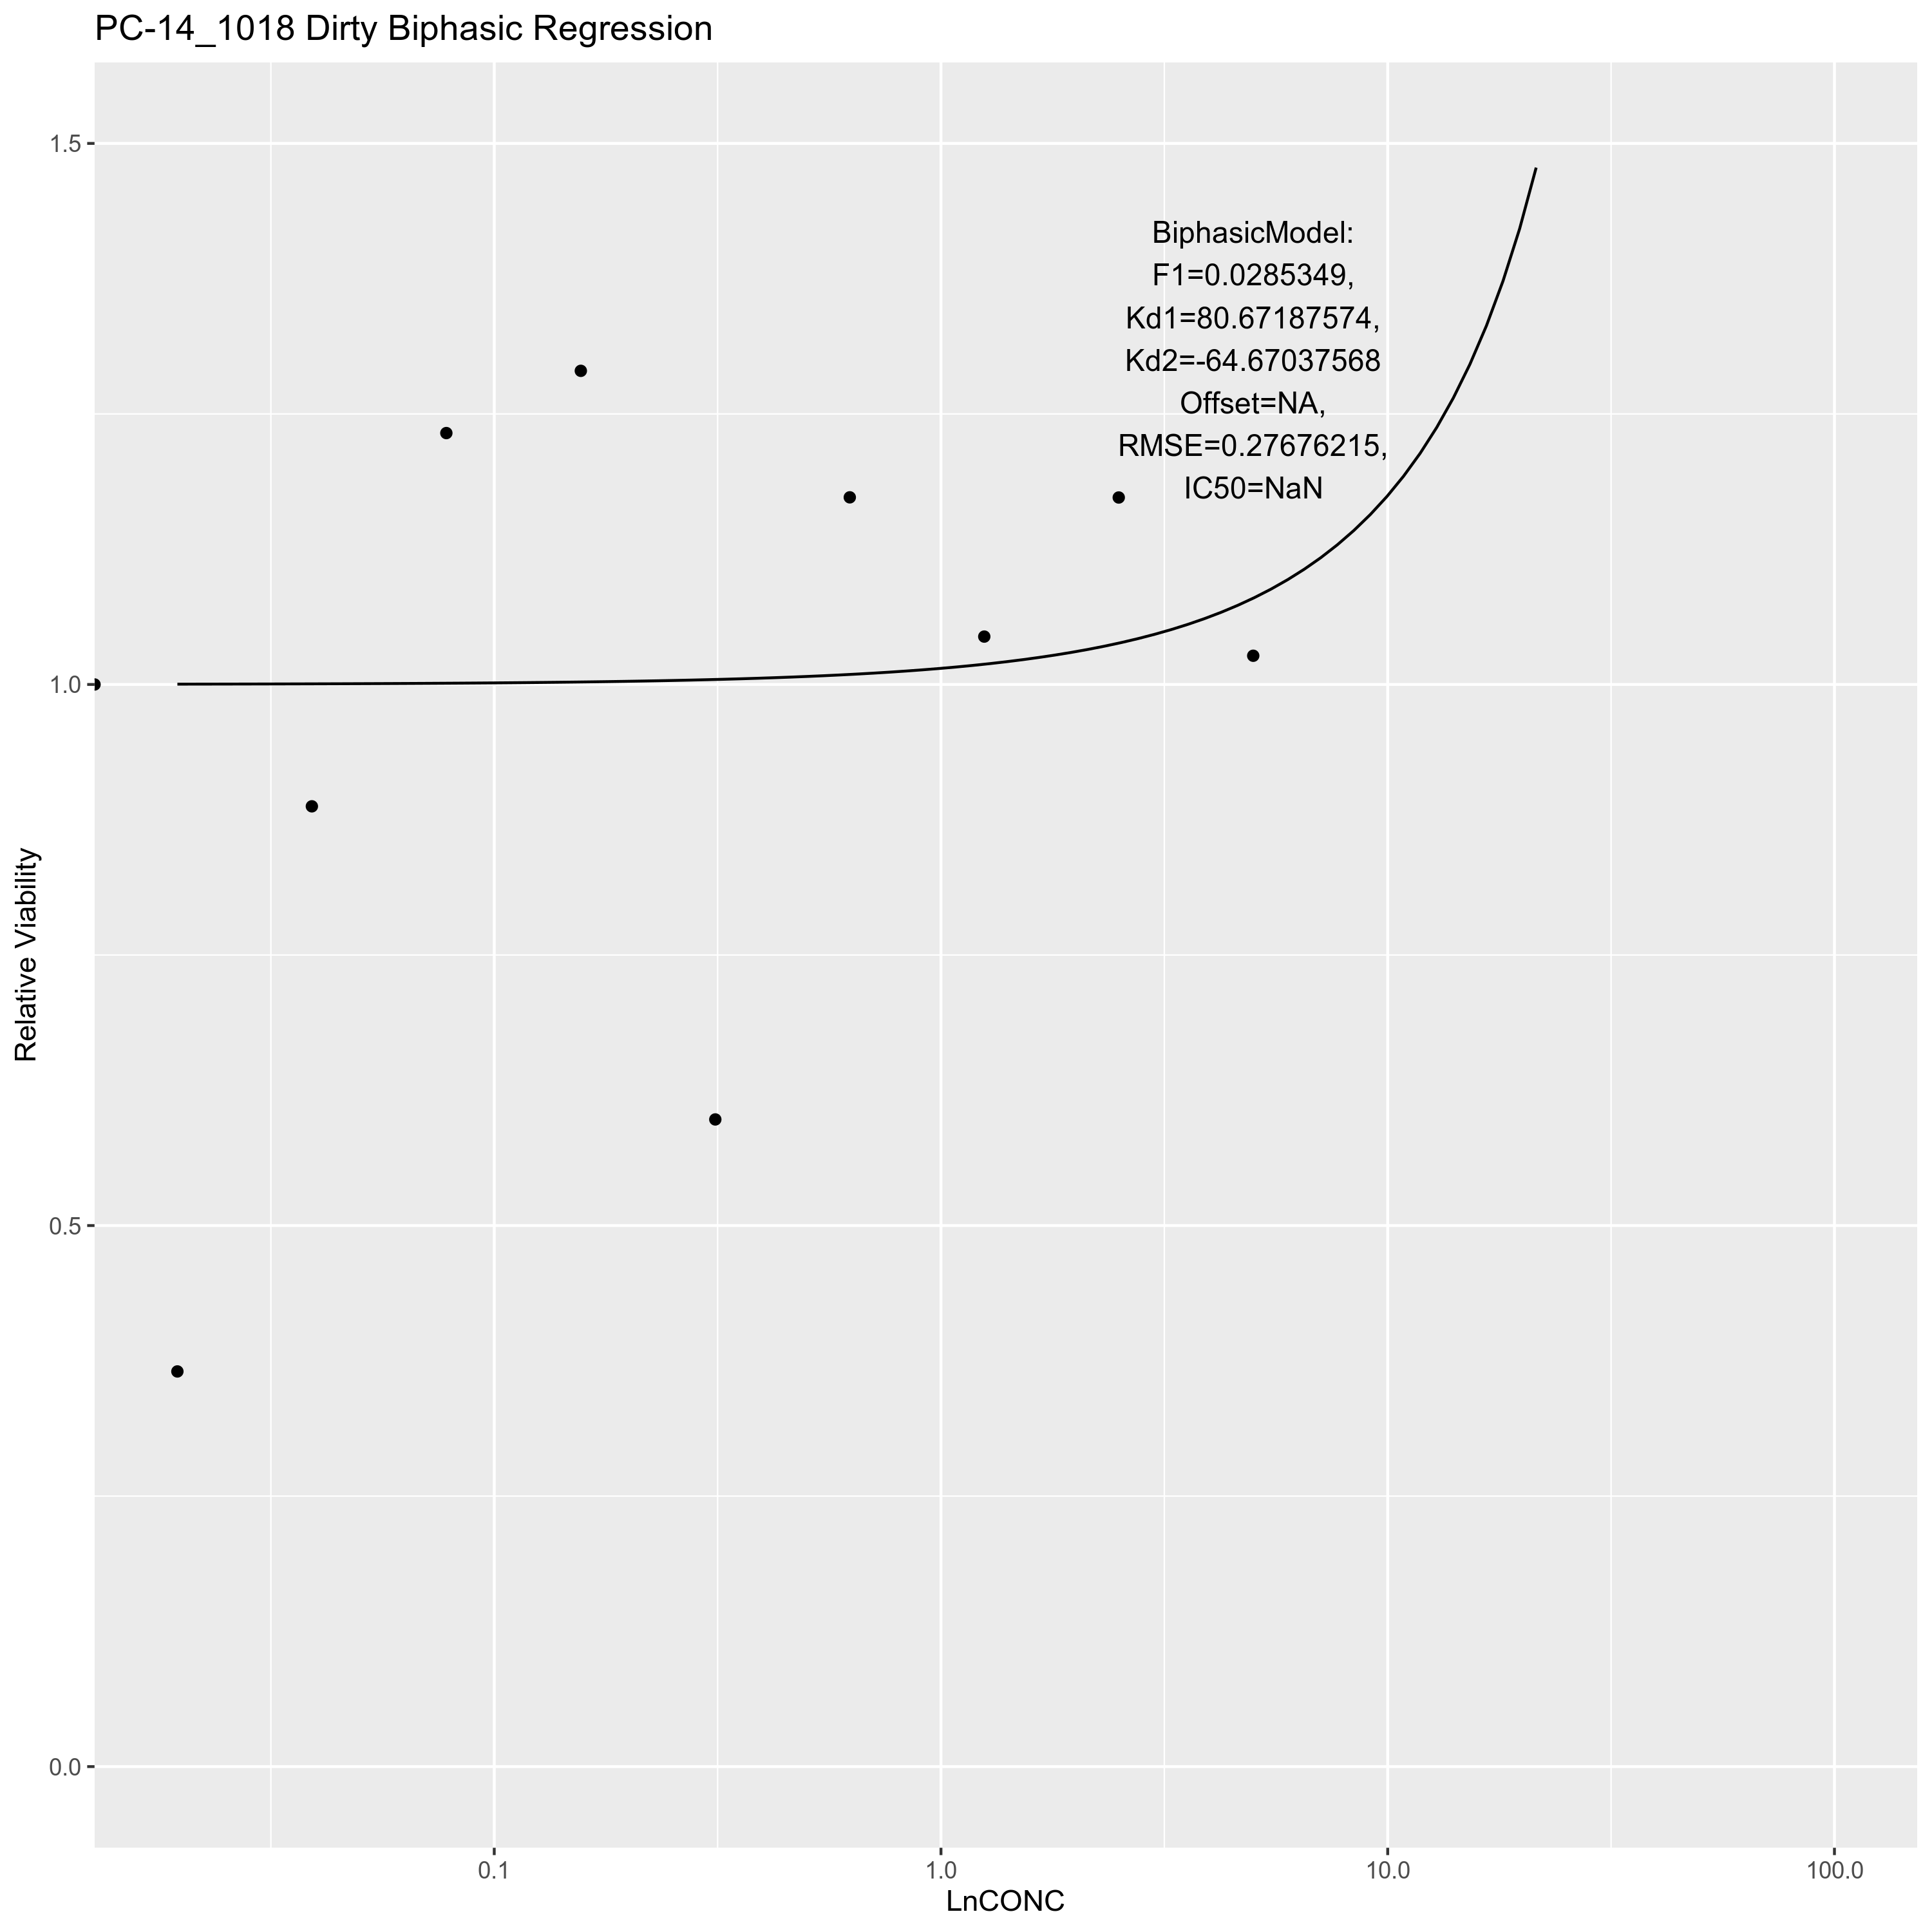 PC-14_1018 Dirty Biphasic Regression
1.5
BiphasicModel:
F1=0.0285349,
Kd1=80.67187574,
Kd2=-64.67037568
Offset=NA,
RMSE=0.27676215,
IC50=NaN
1.0
Relative Viability
0.5
0.0
0.1
1.0
10.0
100.0
LnCONC